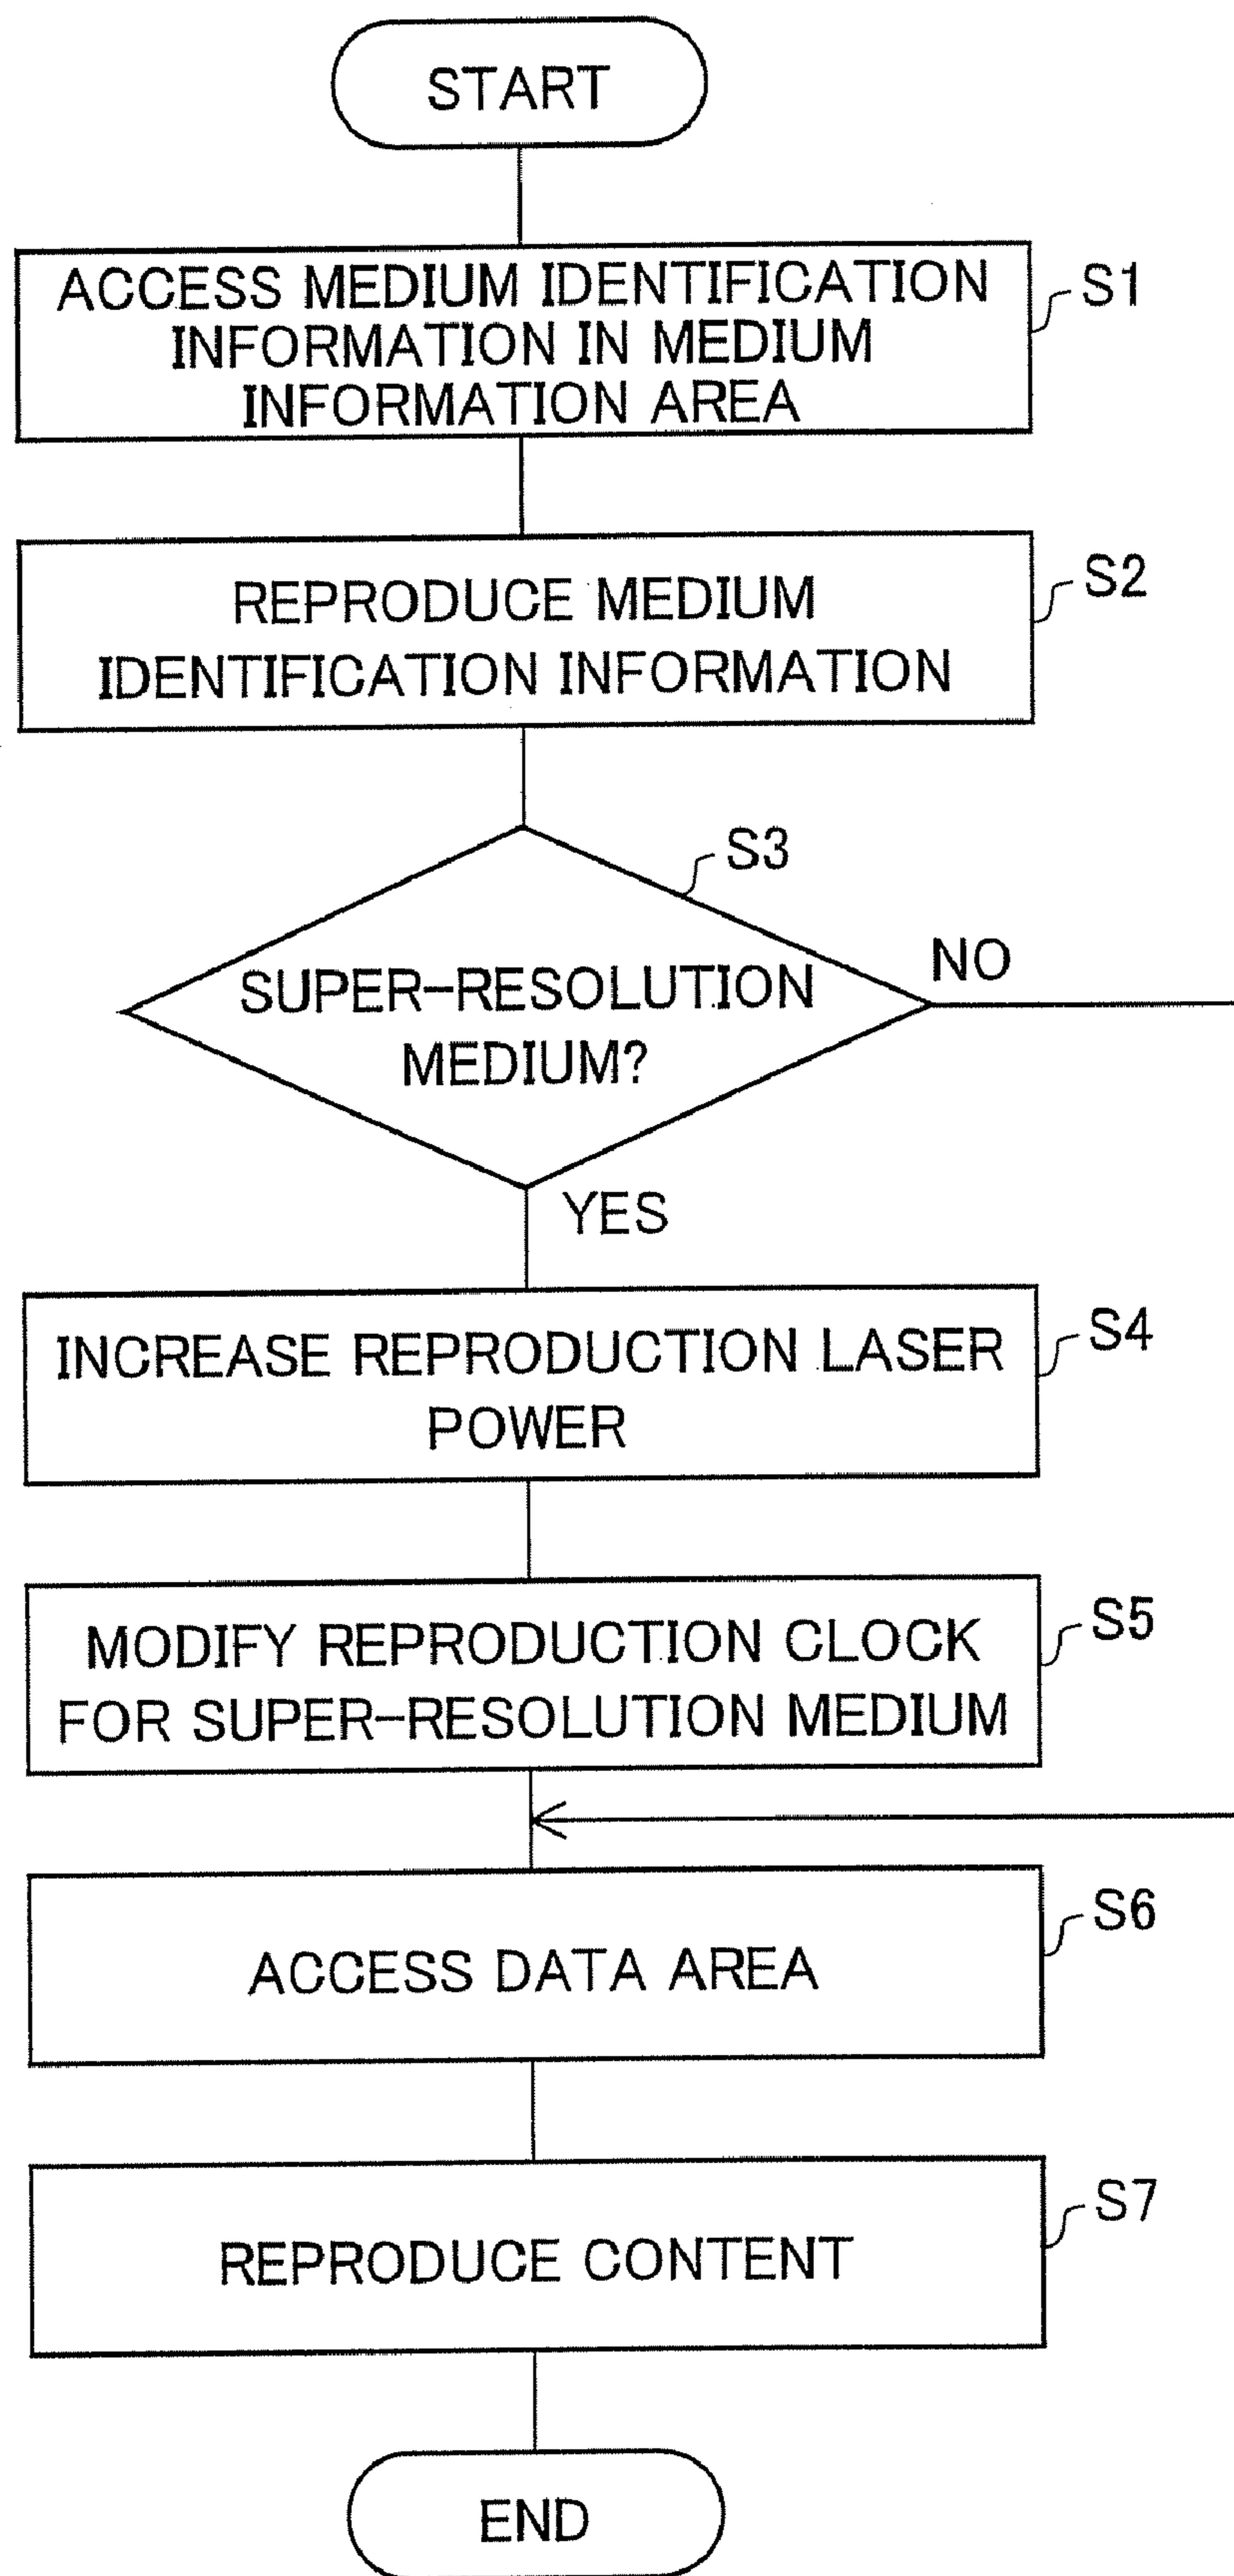 START
ACCESS MEDIUM IDENTIFICATION
INFORMATION IN MEDIUM
INFORMATION AREA
S1
REPRODUCE MEDIUM
IDENTIFICATION INFORMATION
S2
S3
SUPER-RESOLUTION
MEDIUM?
NO
YES
INCREASE REPRODUCTION LASER
POWER
S4
MODIFY REPRODUCTION CLOCK
FOR SUPER-RESOLUTION MEDIUM
S5
ACCESS DATA AREA
S6
REPRODUCE CONTENT
S7
END